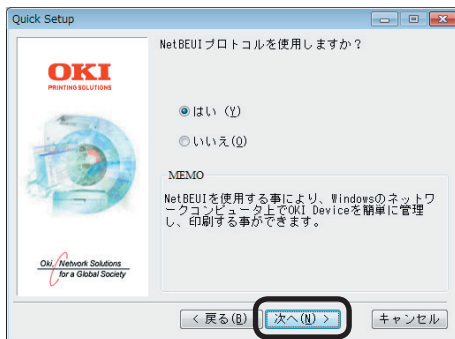 Quick Setup
NetBEUIプロトコルを使用しますか？
OKI
PRINTING SOLUTIONS
はい (Y)
いいえ(O)
MEMO
NetBEUIを使用する事により、Windowsのネットワ
ークコンピュータ上でOKI Deviceを簡単に管理
し、印刷する事ができます。
Oki, Network Solutions
for a Global Society
< 戻る(B)
次へ(N) >
キャンセル